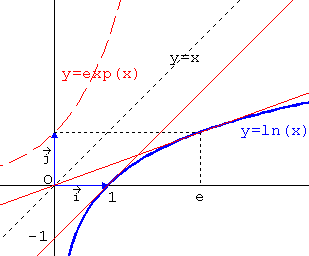 y=x
y=exp(x)
y=ln(x)
j
O
i
1
e
-1